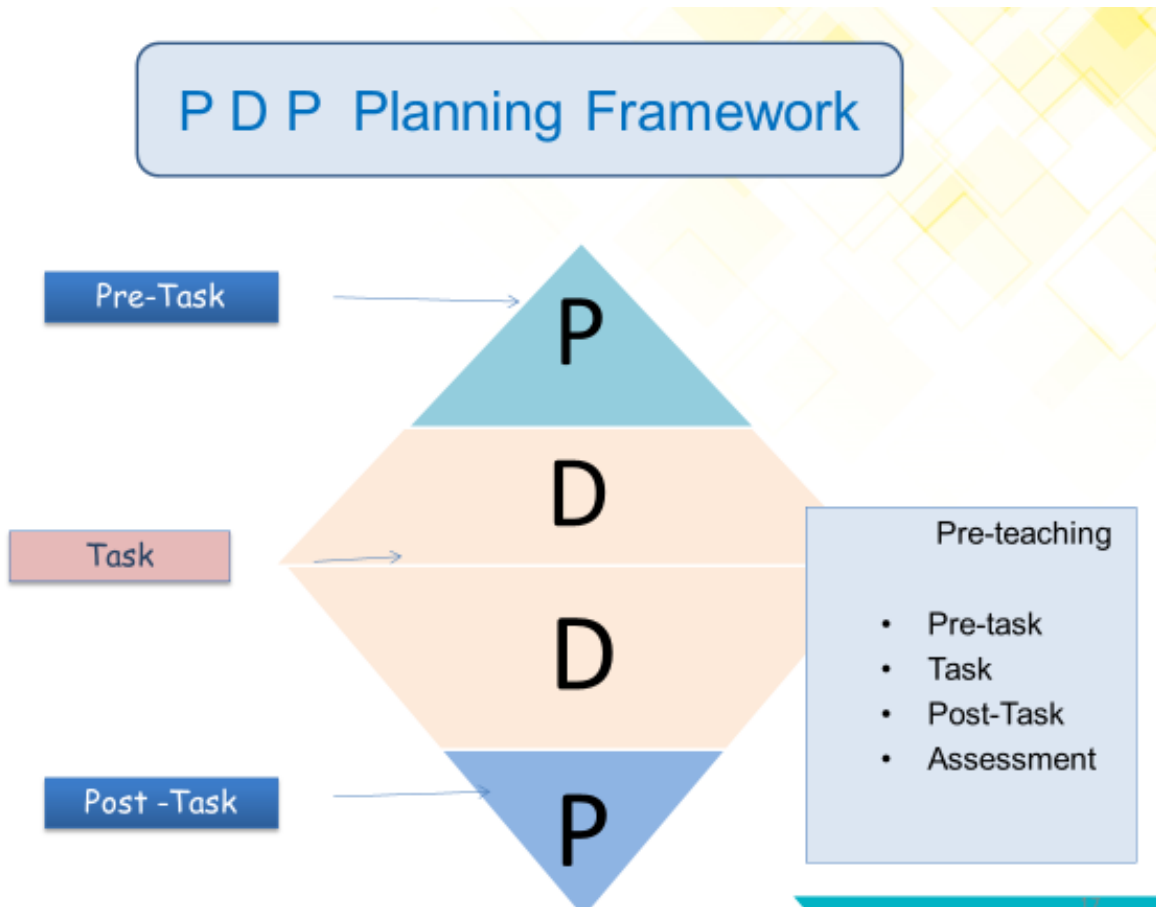 P D P Planning Framework
Pre-Task
P
D
Task
D
Post -Task
P
Pre-teaching
• Pre-task
• Task
• Post-Task
• Assessment